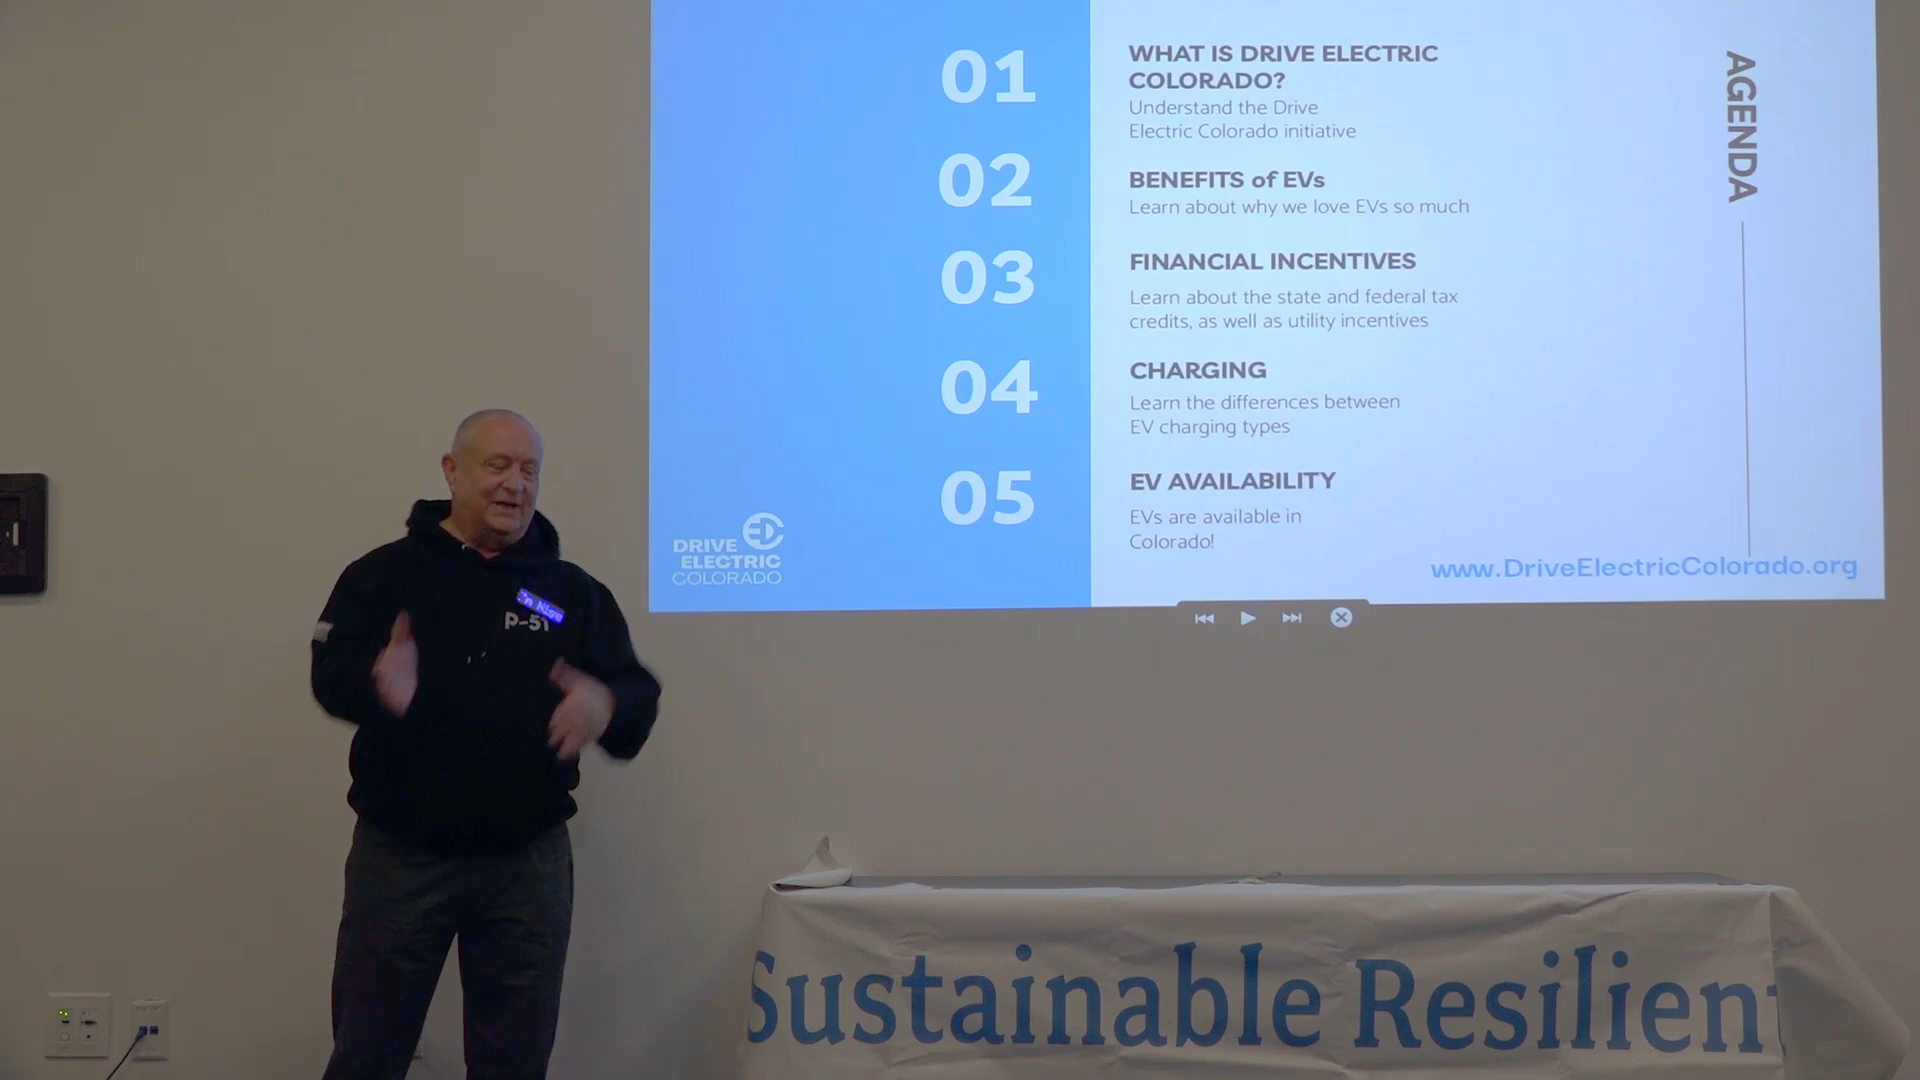 01
WHAT IS DRIVE ELECTRIC
COLORADO?
Understand the Drive
Electric Colorado initiative
02
BENEFITS of EVs
Learn about why we love EVs so much
03
FINANCIAL INCENTIVES
Learn about the state and federal tax
credits, as well as utility incentives
04
CHARGING
Learn the differences between
EV charging types
05
EV AVAILABILITY
EVs are available in
Colorado!
AGENDA
www.DriveElectricColorado.org
DRIVE
ELECTRIC
COLORADO
P-51
Sustainable Resilien